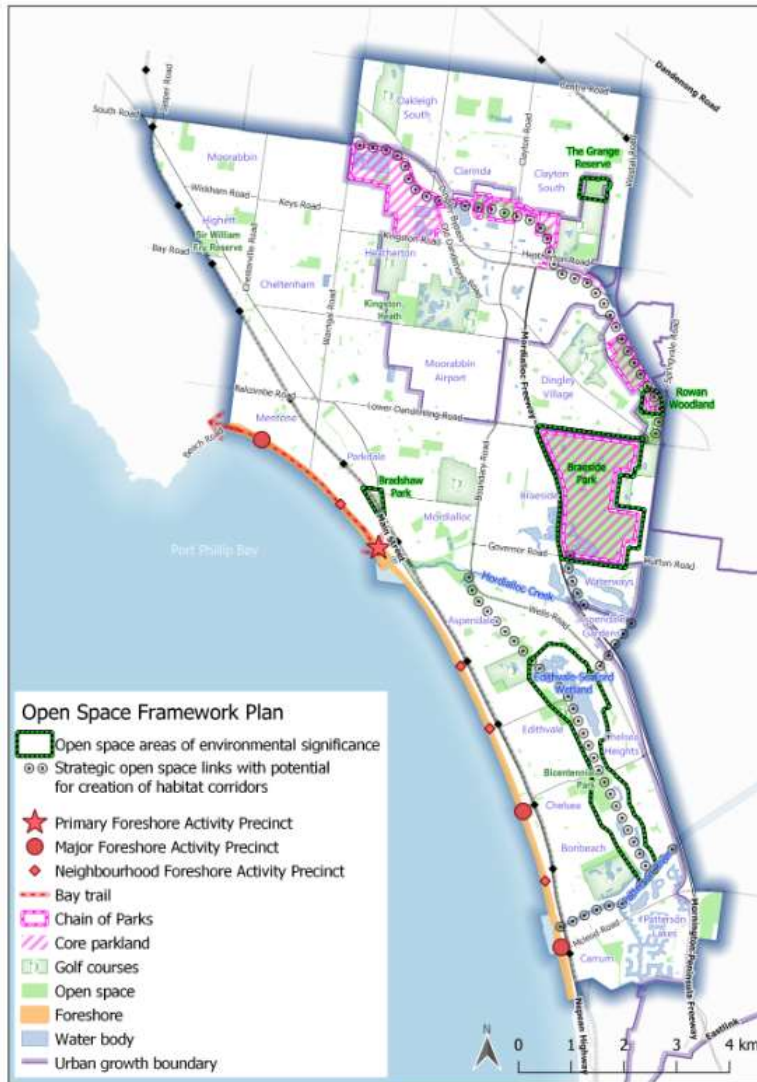 Dandenong Road
Centre Road
Oakleigh
South
Clayton Road
South Road
Moorabbin
The Grange
Reserve
Clarinda
Clayton
South
Wickham Road
Keys Road
Highett
Sir William
Fry Reserve
Bay Road
Chesterville Road
Kingston Road
Heatherton
Heatherton Road
Cheltenham
Warrigal Road
Kingston
Heath
Mordialloc Freeway
Springvale Road
Moorabbin
Airport
Dingley
Village
Rowan
Woodland
Balcombe Road
Lower Dandenong Road
Mentone
Beach Road
Parkdale
Boundary Road
Braeside
Park
Bradshaw
Park
Mordialloc
Braeside
Main Street
Port Phillip Bay
Governor Road
Hutton Road
Waterways
Mordialloc Creek
Wells Road
Aspendale
Aspendale
Gardens
Edithvale-Seaford
Wetland
Edithvale
Chelsea
Heights
Bicentennial
Park
Chelsea
Bonbeach
Patterson
Lakes
McLeod Road
Carrum
Mornington Peninsula Freeway
Nepean Highway
Eastlink
Open Space Framework Plan
Open space areas of environmental significance
Strategic open space links with potential
for creation of habitat corridors
Primary Foreshore Activity Precinct
Major Foreshore Activity Precinct
Neighbourhood Foreshore Activity Precinct
Bay trail
Chain of Parks
Core parkland
Golf courses
Open space
Foreshore
Water body
Urban growth boundary
N
0 1 2 3 4 km